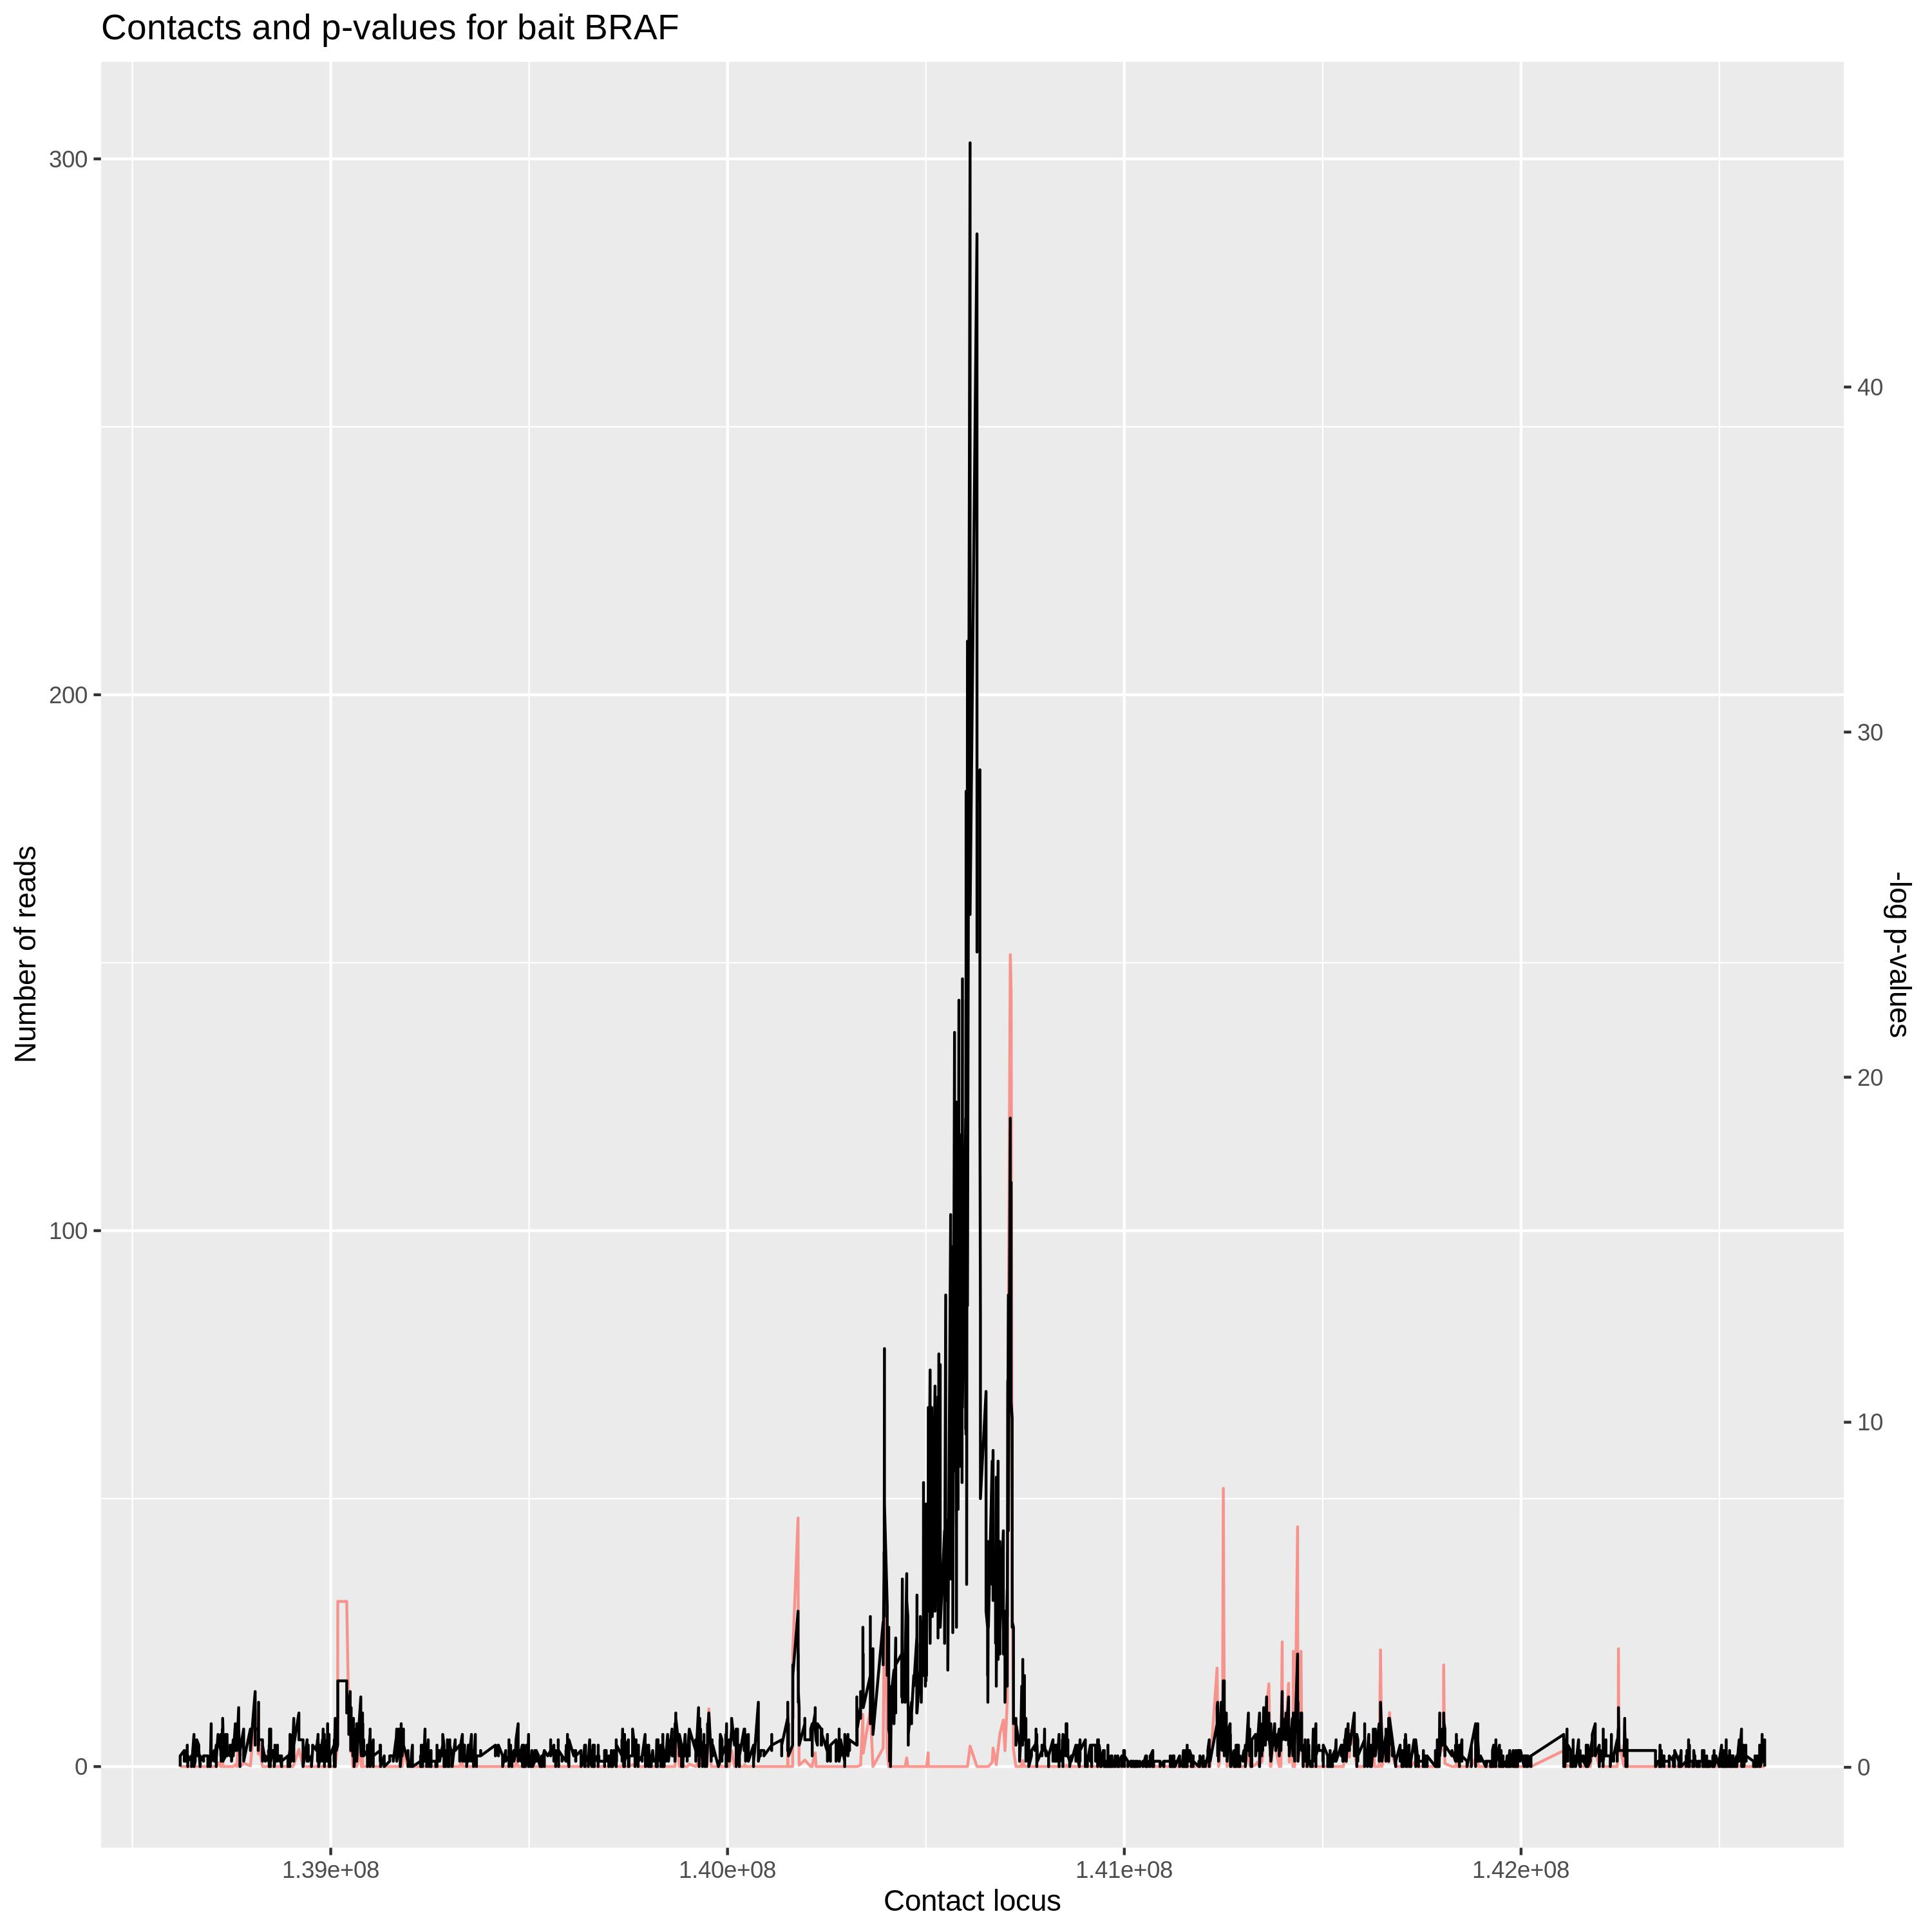 Contacts and p-values for bait BRAF
300
200
100
0
Number of reads
40
30
20
10
0
-log p-values
1.39e+08
1.40e+08
1.41e+08
1.42e+08
Contact locus